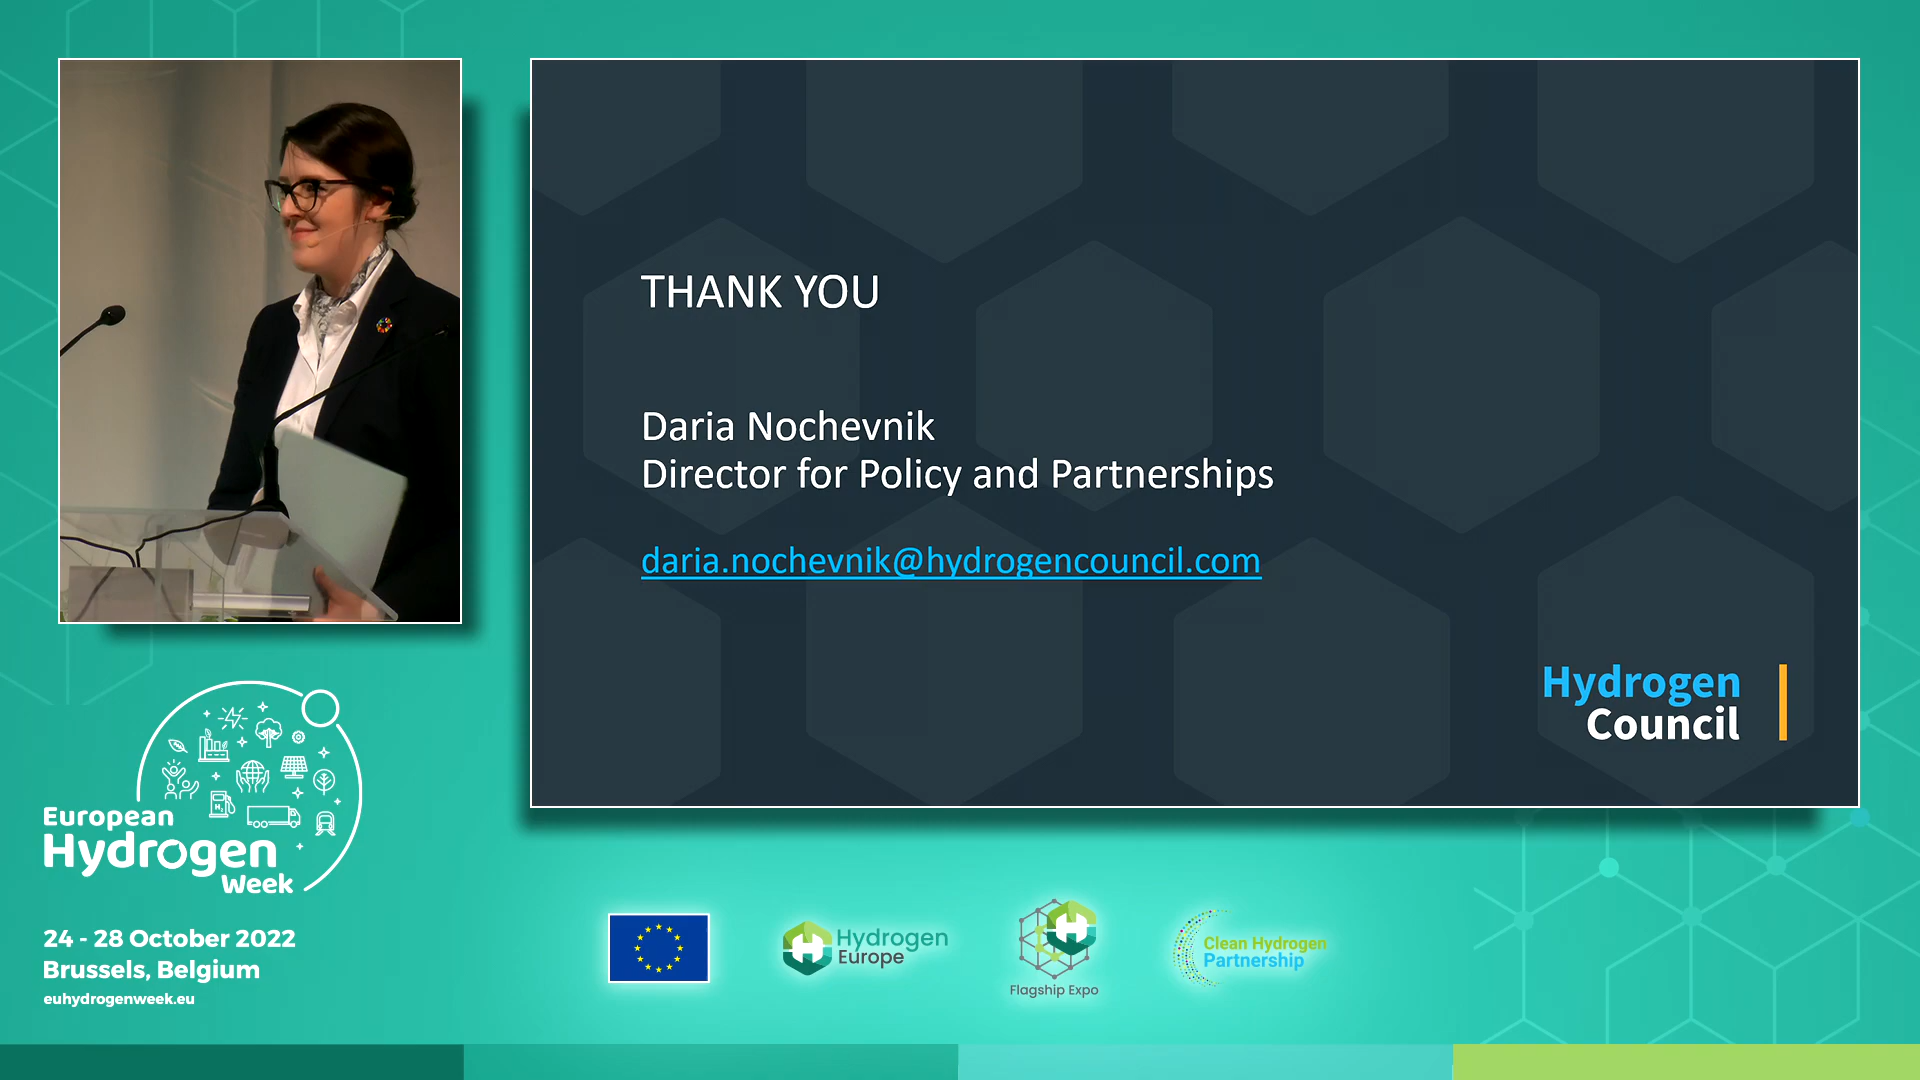 THANK YOU
Daria Nochevnik
Director for Policy and Partnerships
daria.nochevnik@hydrogencouncil.com
Hydrogen
Council
European
Hydrogen
Week
H₂
24 - 28 October 2022
Brussels, Belgium
euhydrogenweek.eu
Hydrogen
Europe
Flagship Expo
Clean Hydrogen
Partnership